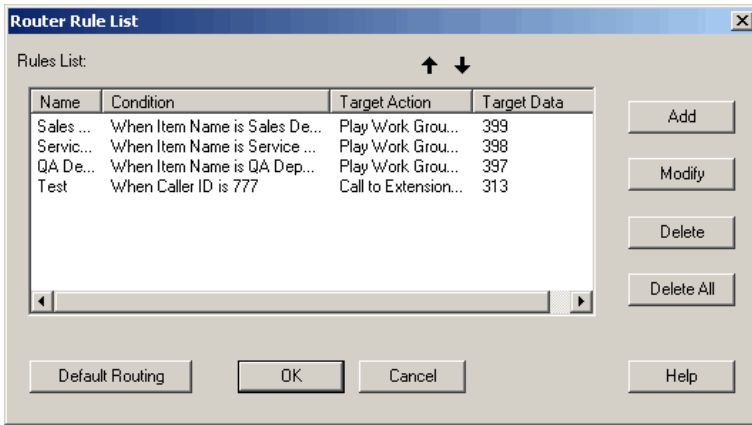 Router Rule List
Rules List:
Name Condition Target Action Target Data
Sales ... When Item Name is Sales De... Play Work Grou... 399
Servic... When Item Name is Service ... Play Work Grou... 398
QA De... When Item Name is QA Dep... Play Work Grou... 397
Test When Caller ID is 777 Call to Extension... 313
Add
Modify
Delete
Delete All
Default Routing OK Cancel Help